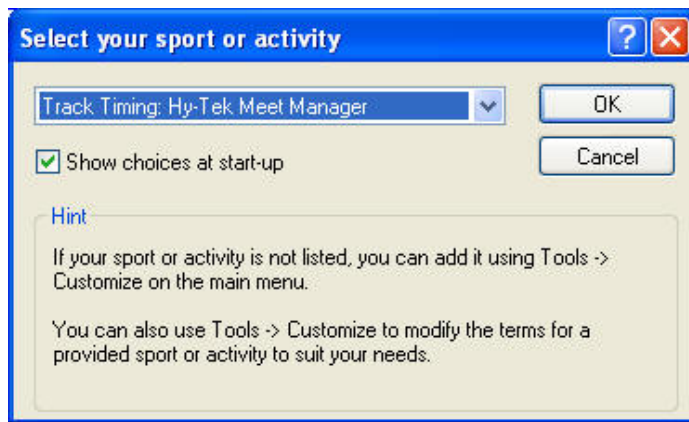 Select your sport or activity
Track Timing: Hy-Tek Meet Manager
OK
Show choices at start-up
Cancel
Hint
If your sport or activity is not listed, you can add it using Tools ->
Customize on the main menu.
You can also use Tools -> Customize to modify the terms for a
provided sport or activity to suit your needs.